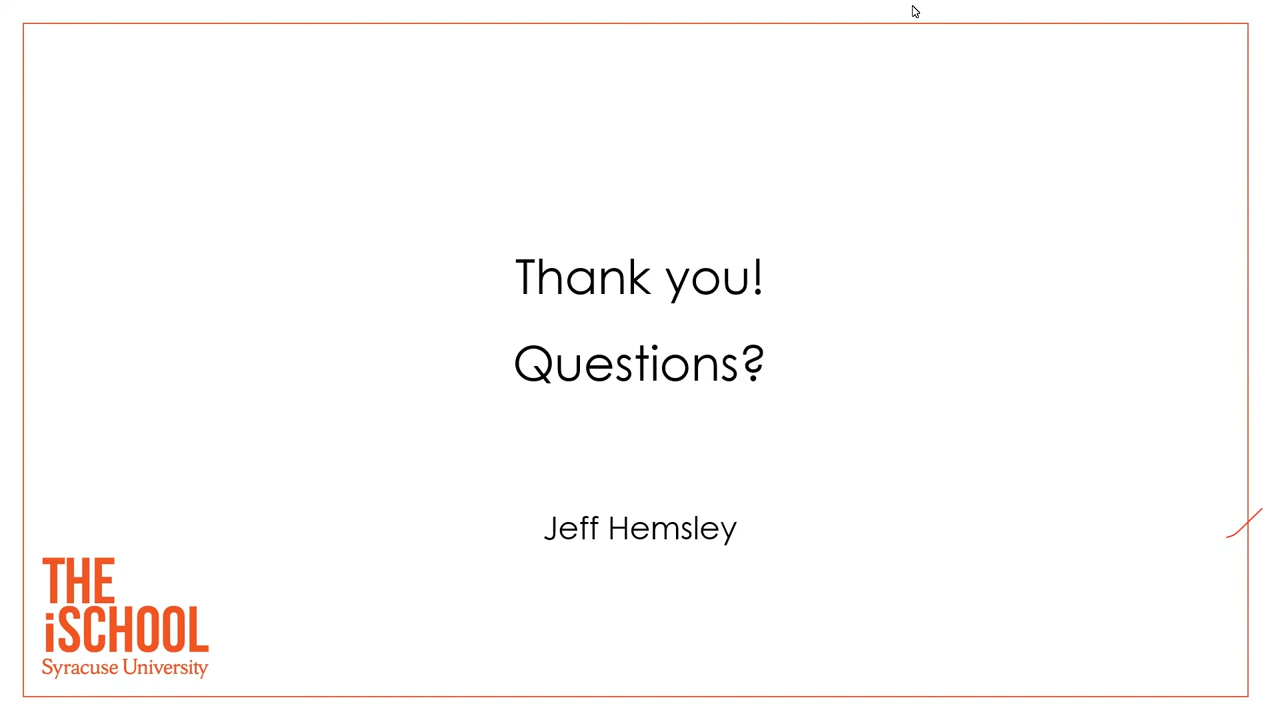 Thank you!
Questions?
Jeff Hemsley
THE
iSCHOOL
Syracuse University